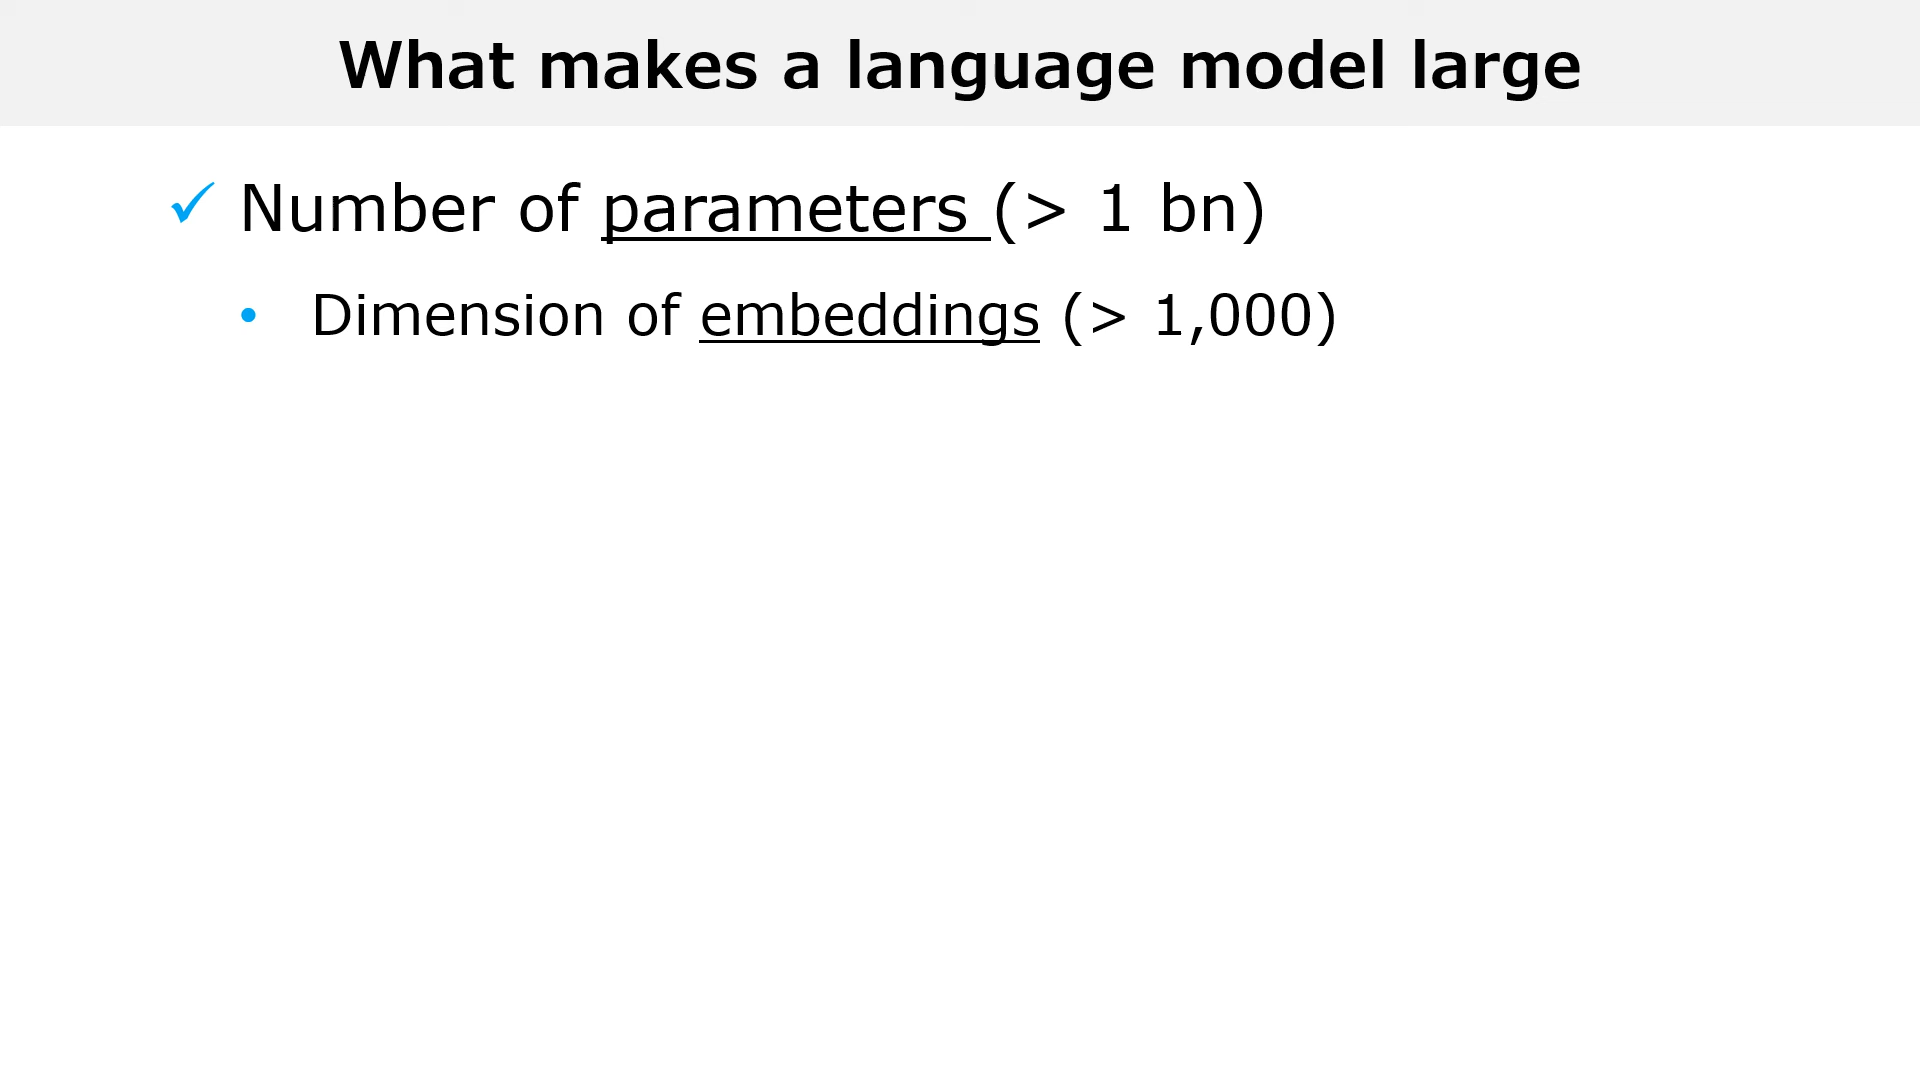 What makes a language model large
✓ Number of parameters (> 1 bn)
• Dimension of embeddings (> 1,000)